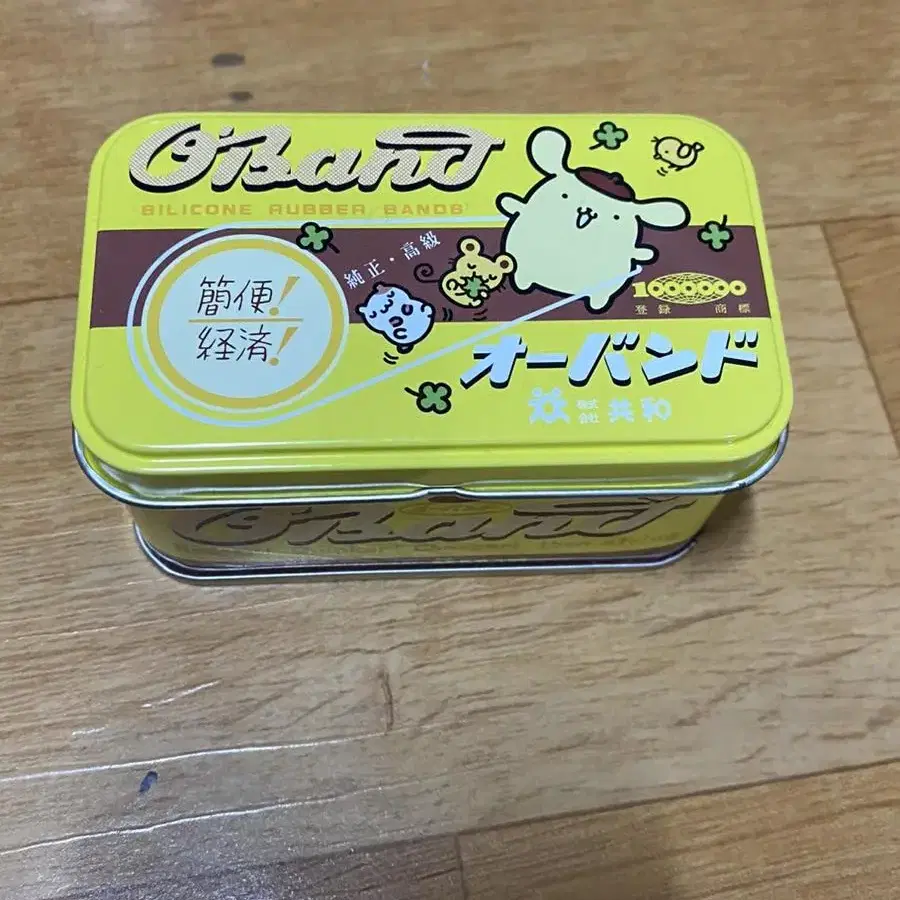 O'Band
SILICONE RUBBER BANDS
純正・高級
簡便!
経済!
1000000
登録 商標
オーバンド
株式会社 共和
O'Band